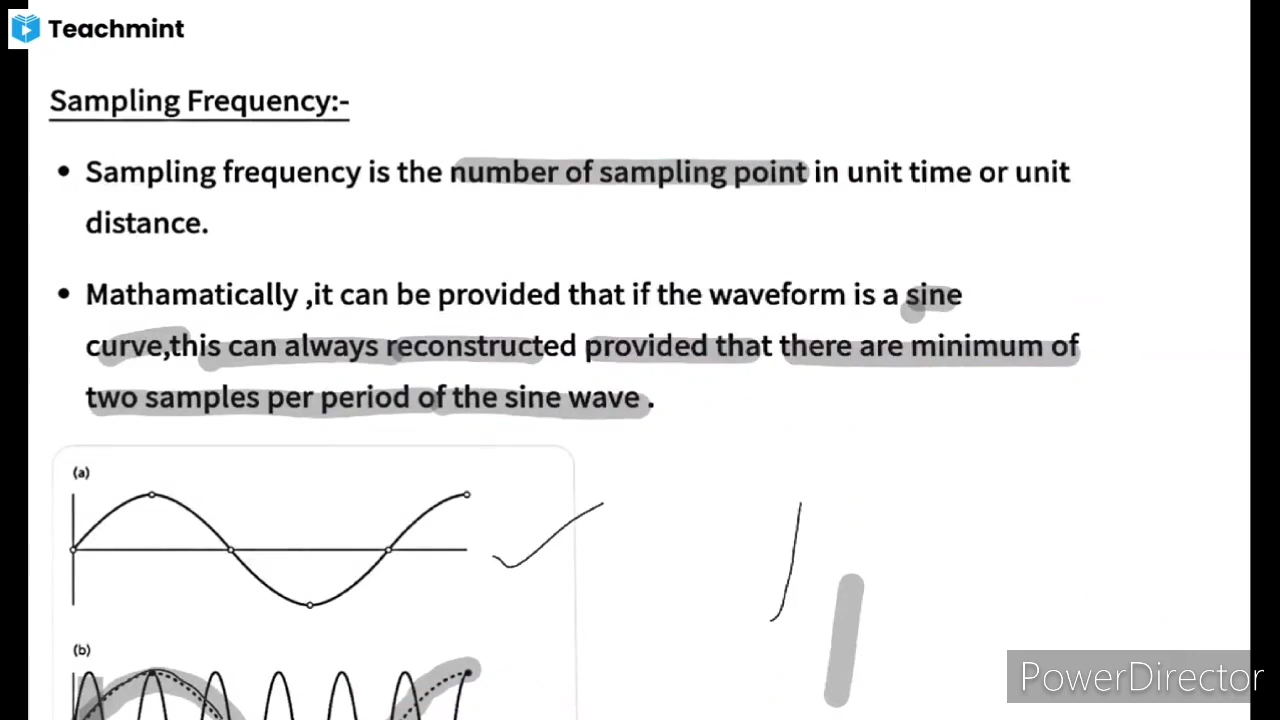 Teachmint
Sampling Frequency:-
• Sampling frequency is the number of sampling point in unit time or unit
distance.
• Mathamatically ,it can be provided that if the waveform is a sine
curve,this can always reconstructed provided that there are minimum of
two samples per period of the sine wave .
(a)
(b)
PowerDirector